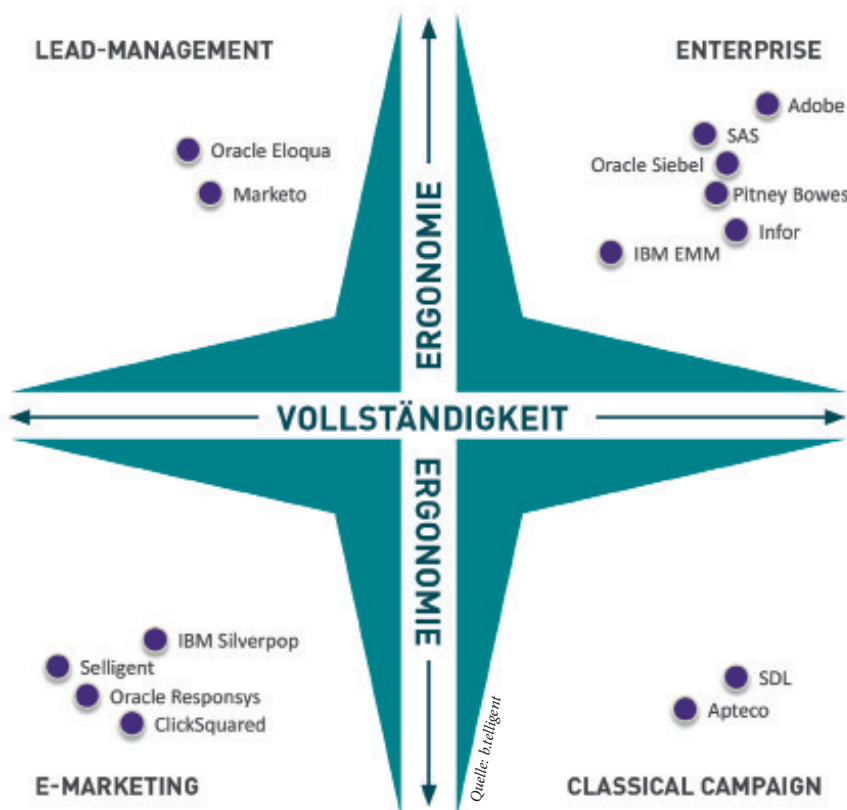 LEAD-MANAGEMENT
ENTERPRISE
Adobe
SAS
Oracle Eloqua
Oracle Siebel
Marketo
Pitney Bowes
Infor
IBM EMM
ERGONOMIE
VOLLSTÄNDIGKEIT
ERGONOMIE
IBM Silverpop
Selligent
Oracle Responsys
ClickSquared
SDL
Apteco
Quelle: b.telligent
E-MARKETING
CLASSICAL CAMPAIGN